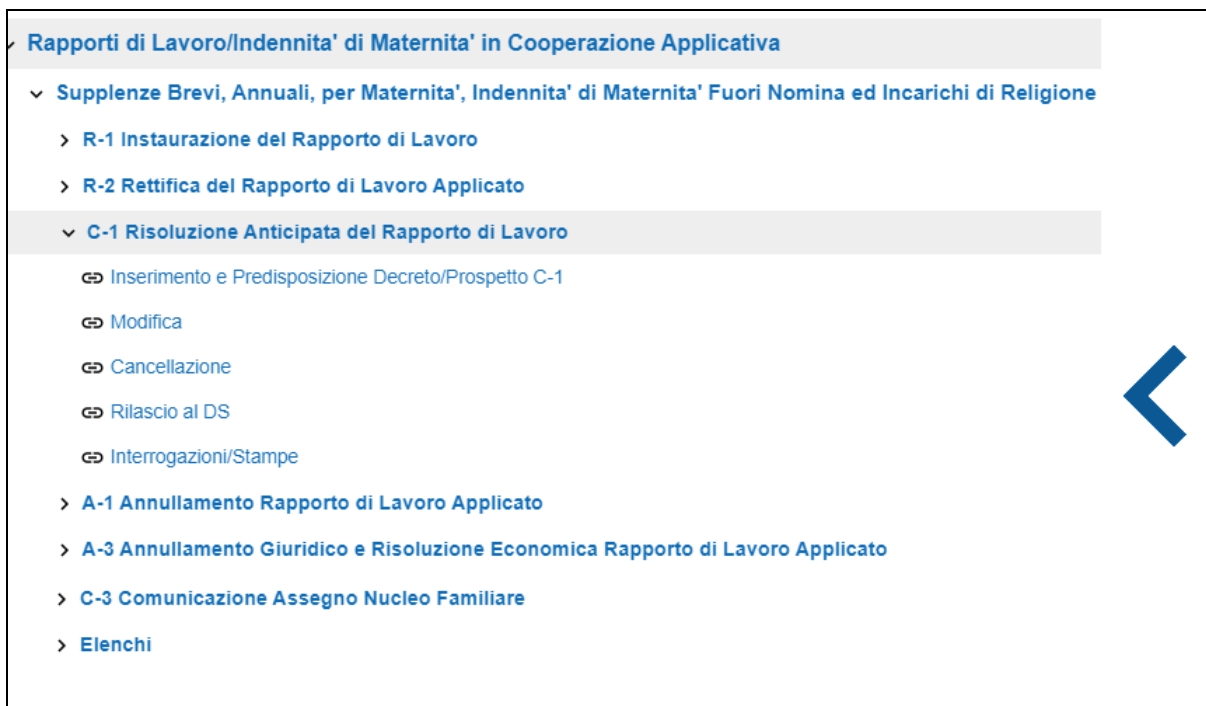 Rapporti di Lavoro/Indennita' di Maternita' in Cooperazione Applicativa
Supplenze Brevi, Annuali, per Maternita', Indennita' di Maternita' Fuori Nomina ed Incarichi di Religione
R-1 Instaurazione del Rapporto di Lavoro
R-2 Rettifica del Rapporto di Lavoro Applicato
C-1 Risoluzione Anticipata del Rapporto di Lavoro
Inserimento e Predisposizione Decreto/Prospetto C-1
Modifica
Cancellazione
Rilascio al DS
Interrogazioni/Stampe
A-1 Annullamento Rapporto di Lavoro Applicato
A-3 Annullamento Giuridico e Risoluzione Economica Rapporto di Lavoro Applicato
C-3 Comunicazione Assegno Nucleo Familiare
Elenchi